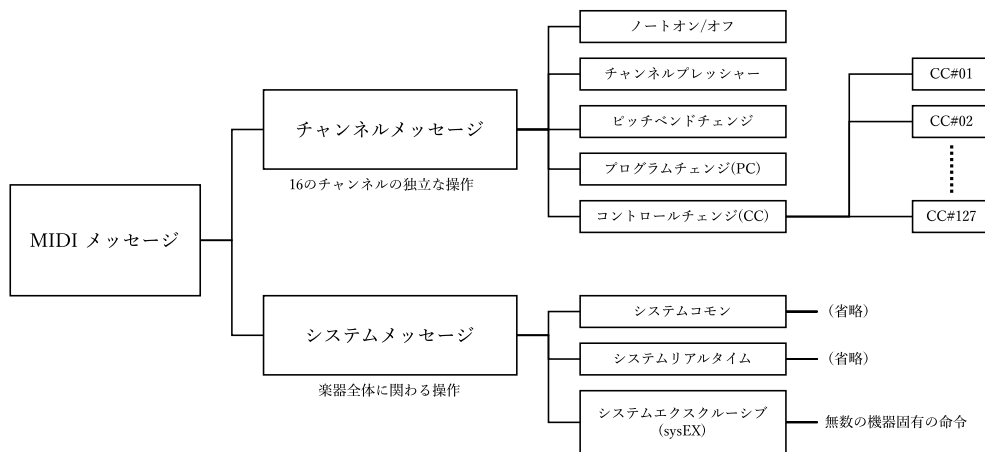 MIDI メッセージ
チャンネルメッセージ
16のチャンネルの独立な操作
ノートオン/オフ
チャンネルプレッシャー
ピッチベンドチェンジ
プログラムチェンジ(PC)
コントロールチェンジ(CC)
CC#01
CC#02
CC#127
システムメッセージ
楽器全体に関わる操作
システムコモン
（省略）
システムリアルタイム
（省略）
システムエクスクルーシブ
(sysEX)
無数の機器固有の命令